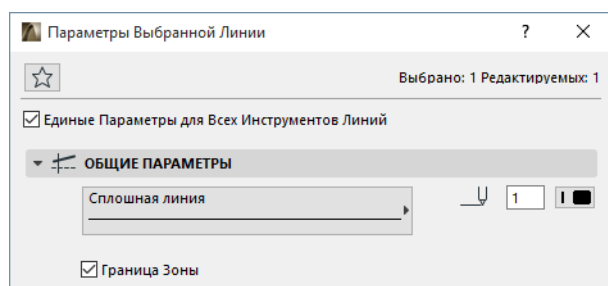 Параметры Выбранной Линии ?
Выбрано: 1 Редактируемых: 1
Единые Параметры для Всех Инструментов Линий
ОБЩИЕ ПАРАМЕТРЫ
Сплошная линия 1
Граница Зоны